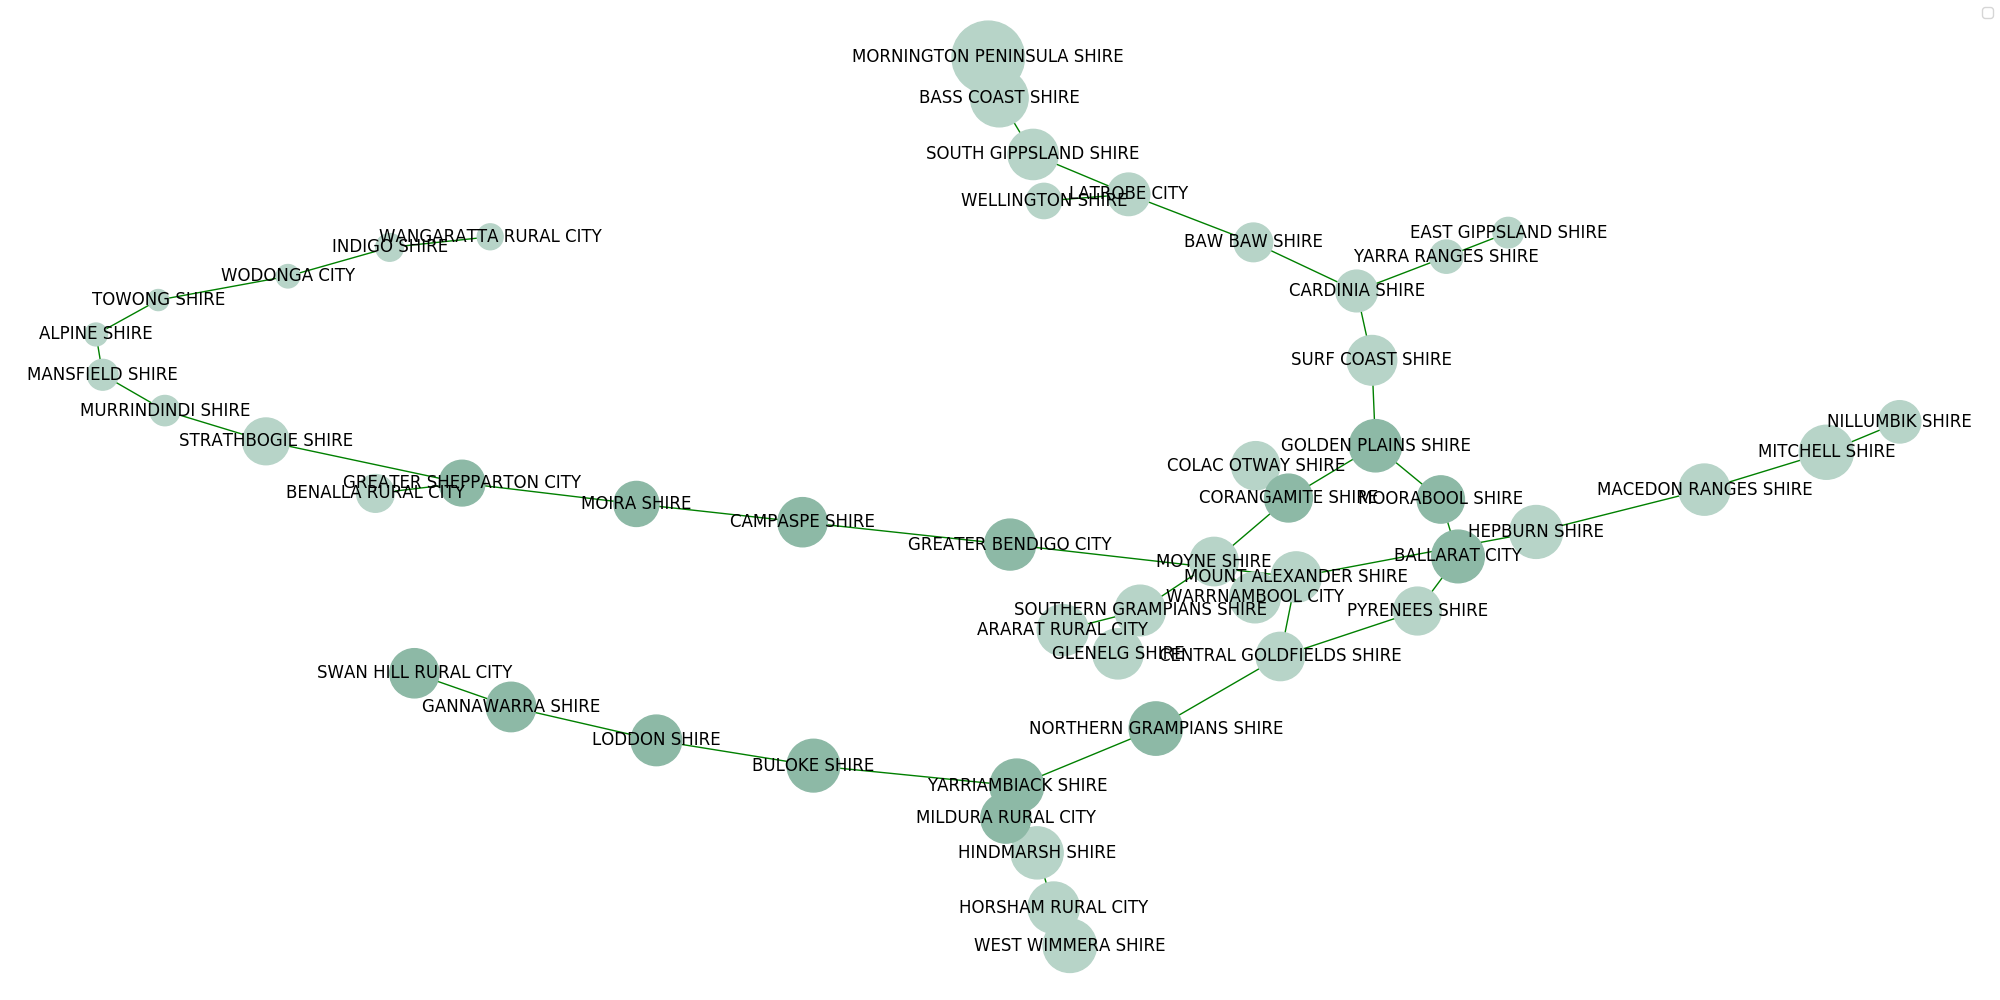 MORNINGTON PENINSULA SHIRE
BASS COAST SHIRE
SOUTH GIPPSLAND SHIRE
LATROBE CITY
WELLINGTON SHIRE
EAST GIPPSLAND SHIRE
WANGARATTA RURAL CITY
BAW BAW SHIRE
INDIGO SHIRE
YARRA RANGES SHIRE
WODONGA CITY
CARDINIA SHIRE
TOWONG SHIRE
ALPINE SHIRE
SURF COAST SHIRE
MANSFIELD SHIRE
MURRINDINDI SHIRE
NILLUMBIK SHIRE
STRATHBOGIE SHIRE
GOLDEN PLAINS SHIRE
MITCHELL SHIRE
COLAC OTWAY SHIRE
GREATER SHEPPARTON CITY
MACEDON RANGES SHIRE
BENALLA RURAL CITY
CORANGAMITE SHIRE
MOORABOOL SHIRE
MOIRA SHIRE
CAMPASPE SHIRE
HEPBURN SHIRE
GREATER BENDIGO CITY
BALLARAT CITY
MOYNE SHIRE
MOUNT ALEXANDER SHIRE
WARRNAMBOOL CITY
SOUTHERN GRAMPIANS SHIRE
PYRENEES SHIRE
ARARAT RURAL CITY
GLENELG SHIRE
CENTRAL GOLDFIELDS SHIRE
SWAN HILL RURAL CITY
GANNAWARRA SHIRE
NORTHERN GRAMPIANS SHIRE
LODDON SHIRE
BULOKE SHIRE
YARRIAMBIACK SHIRE
MILDURA RURAL CITY
HINDMARSH SHIRE
HORSHAM RURAL CITY
WEST WIMMERA SHIRE